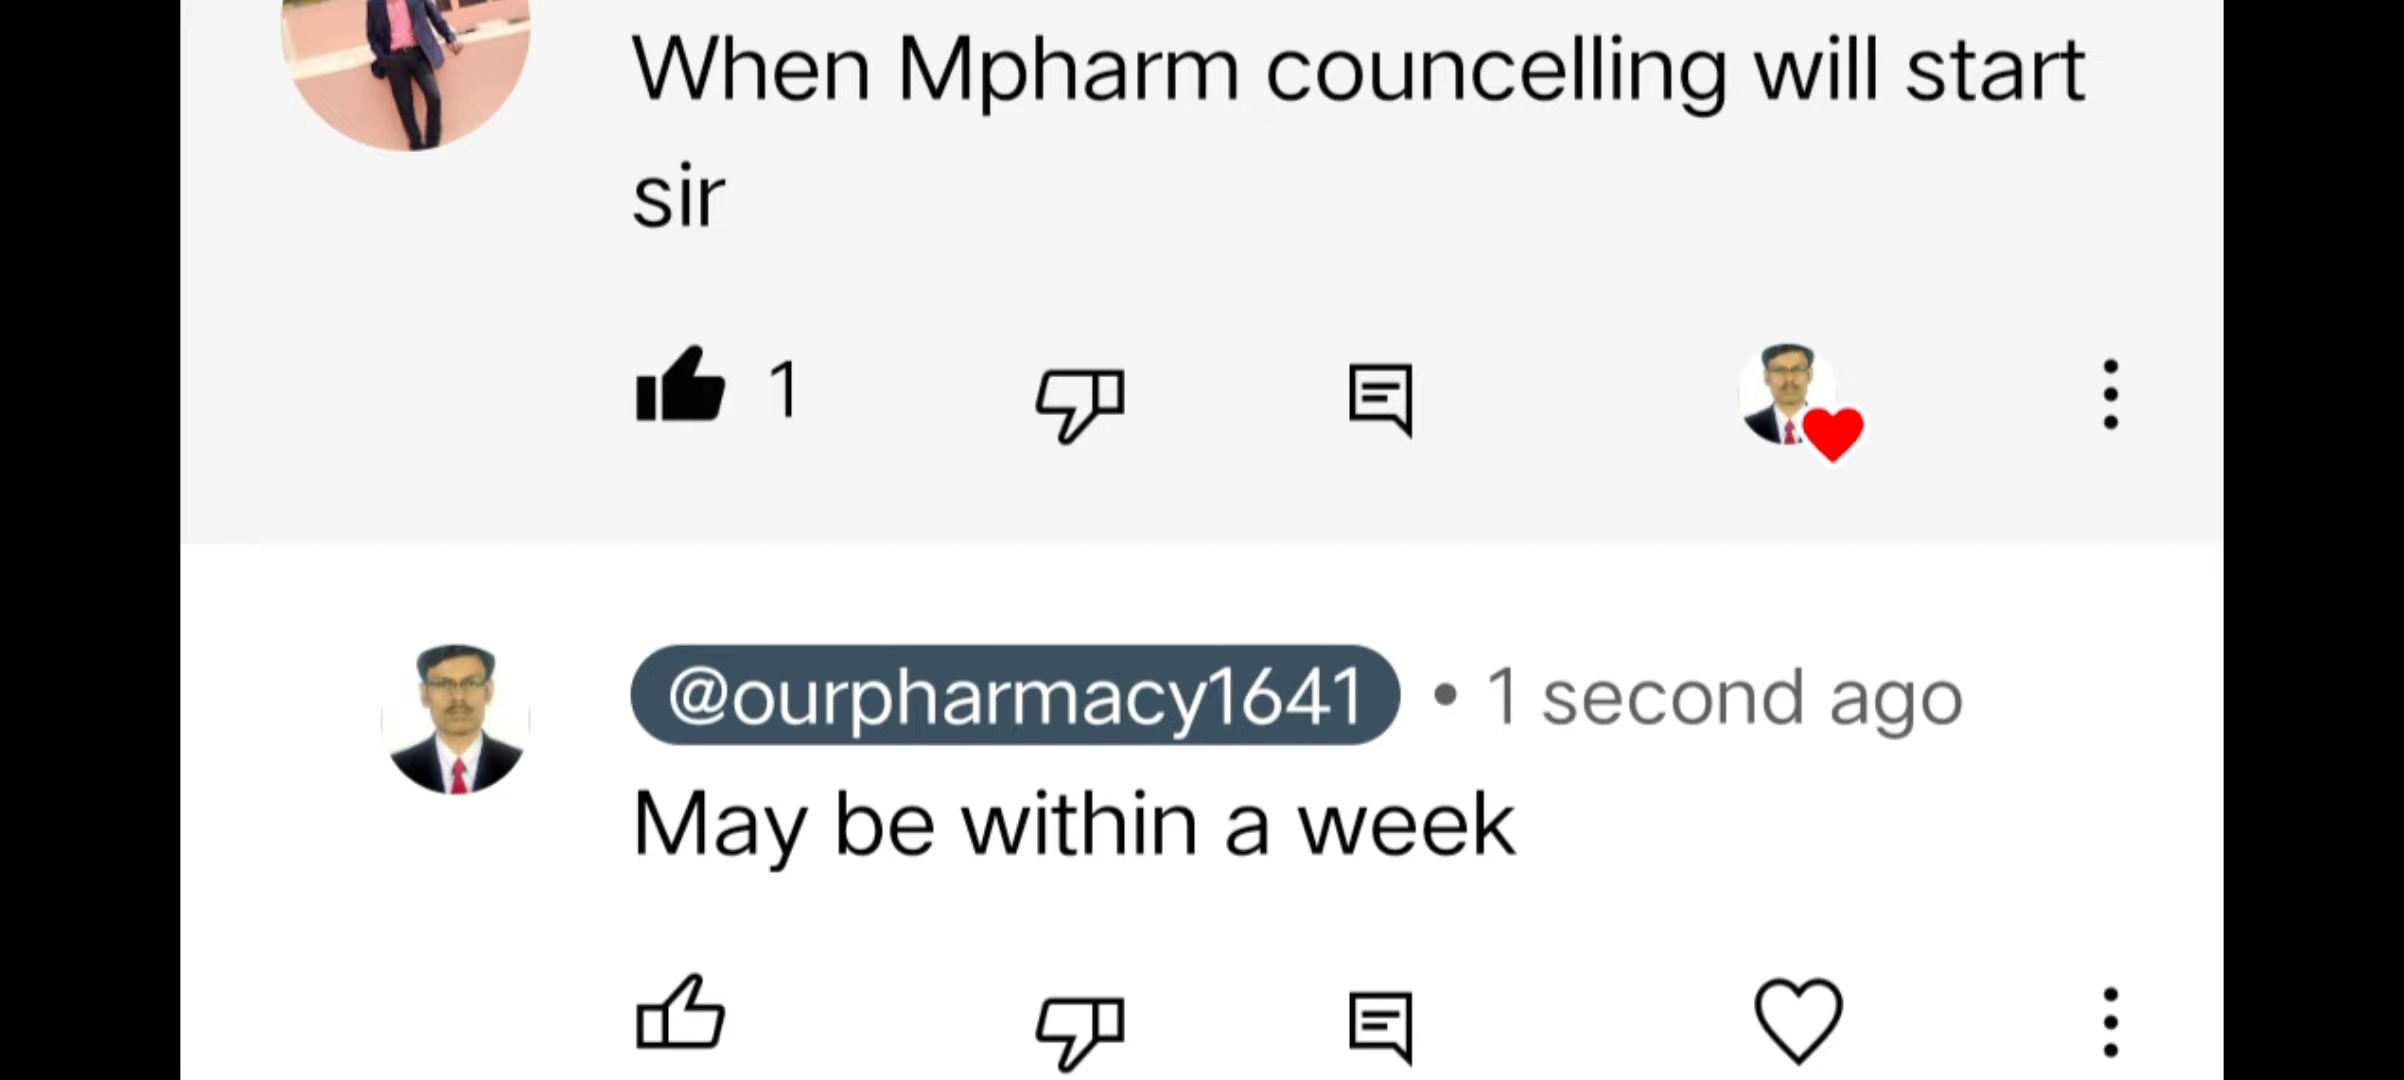 When Mpharm councelling will start
sir
1
@ourpharmacy1641 • 1 second ago
May be within a week